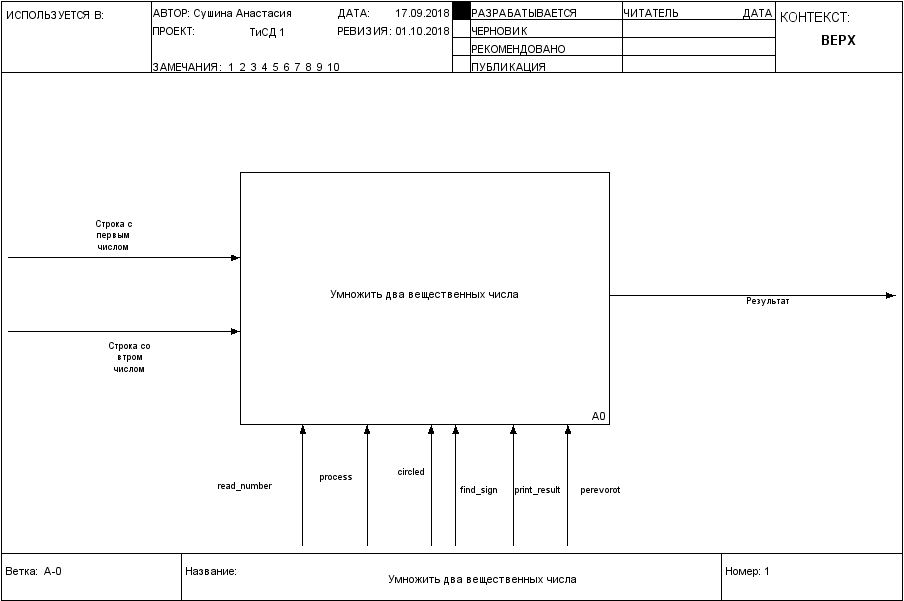 ИСПОЛЬЗУЕТСЯ В:
АВТОР: Сушина Анастасия
ДАТА: 17.09.2018
ПРОЕКТ: ТиСД 1
РЕВИЗИЯ: 01.10.2018
ЗАМЕЧАНИЯ: 1 2 3 4 5 6 7 8 9 10
РАЗРАБАТЫВАЕТСЯ
ЧЕРНОВИК
РЕКОМЕНДОВАНО
ПУБЛИКАЦИЯ
ЧИТАТЕЛЬ
ДАТА
КОНТЕКСТ:
ВЕРХ
Строка с
первым
числом
Умножить два вещественных числа
Результат
Строка со
втром
числом
A0
read_number
process
circled
find_sign
print_result
perevorot
Ветка: A-0
Название:
Умножить два вещественных числа
Номер: 1